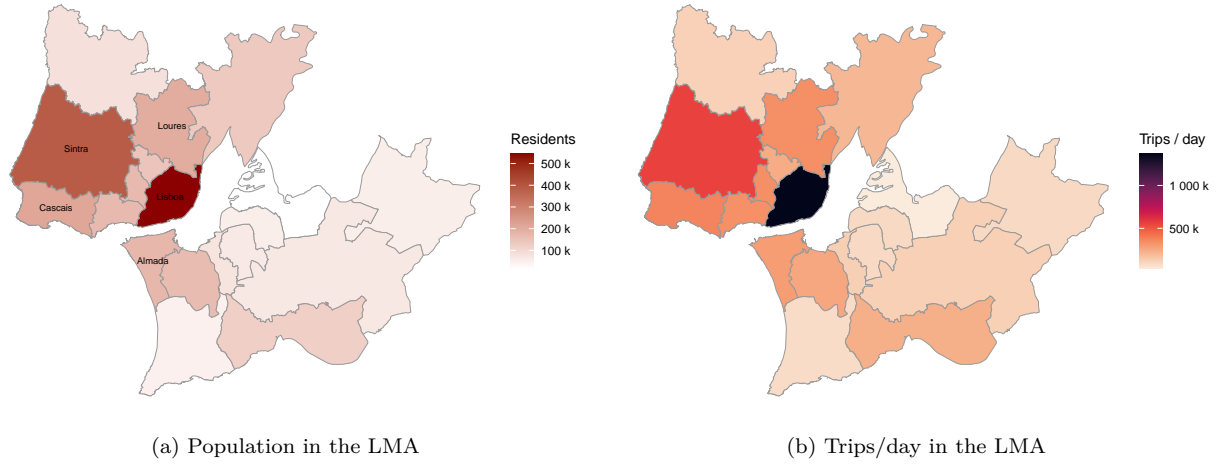 Loures
Sintra
Lisboa
Cascais
Almada
Residents
500 k
400 k
300 k
200 k
100 k
Trips / day
1 000 k
500 k
(a) Population in the LMA
(b) Trips/day in the LMA